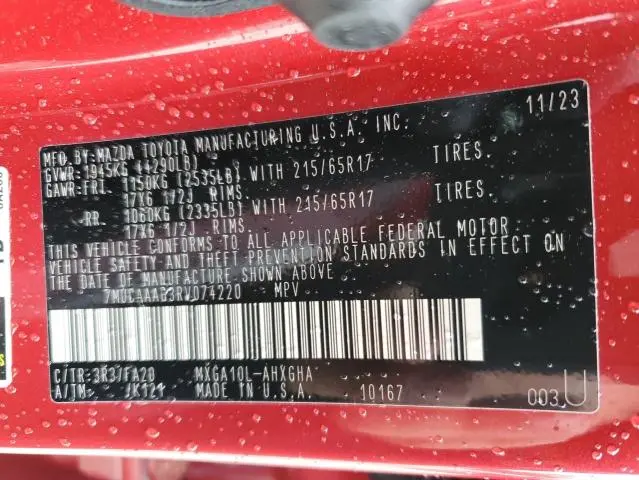 11/23
MFD.BY:MAZDA TOYOTA MANUFACTURING U.S.A. INC.
GVWR:1945KG (4290LB)
GAWR:FRT 1150KG (2535LB) WITH 215/65R17 TIRES.
17X6 1/2J RIMS
RR 1060KG (2335LB) WITH 215/65R17 TIRES.
17X6 1/2J RIMS.
THIS VEHICLE CONFORMS TO ALL APPLICABLE FEDERAL MOTOR
VEHICLE SAFETY AND THEFT PREVENTION STANDARDS IN EFFECT ON
THE DATE OF MANUFACTURE SHOWN ABOVE.
7MUCAAAB3RV074220 MPV
C/TR:3R3/FA20 MXGA10L-AHXGHA
A/TM: /K121 MADE IN U.S.A. 10167 003 U